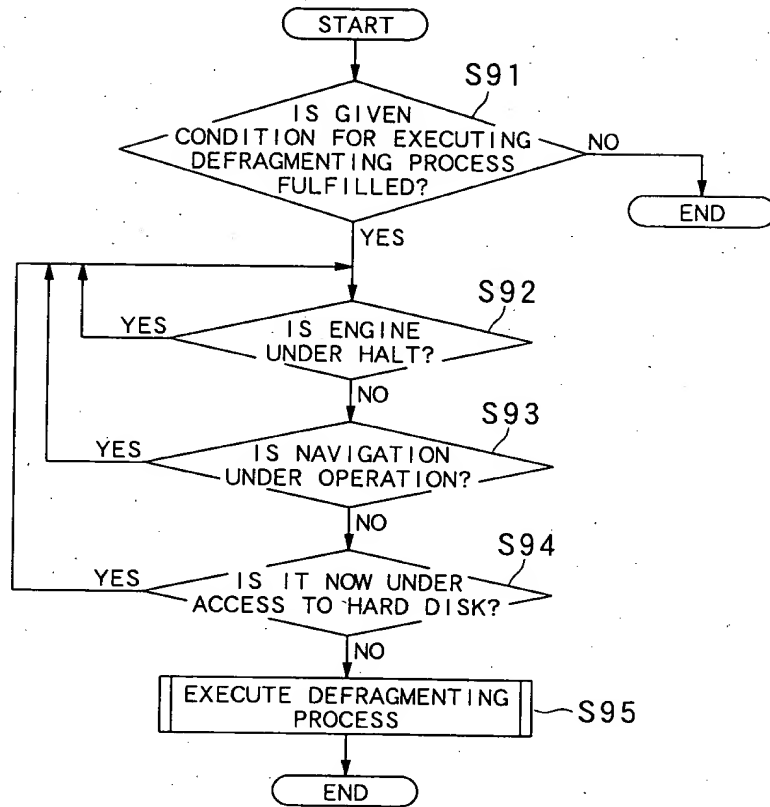 START
S91
IS GIVEN
CONDITION FOR EXECUTING
DEFRAGMENTING PROCESS
FULFILLED?
NO
END
YES
S92
YES
IS ENGINE
UNDER HALT?
NO
S93
YES
IS NAVIGATION
UNDER OPERATION?
NO
S94
YES
IS IT NOW UNDER
ACCESS TO HARD DISK?
NO
EXECUTE DEFRAGMENTING
PROCESS
S95
END